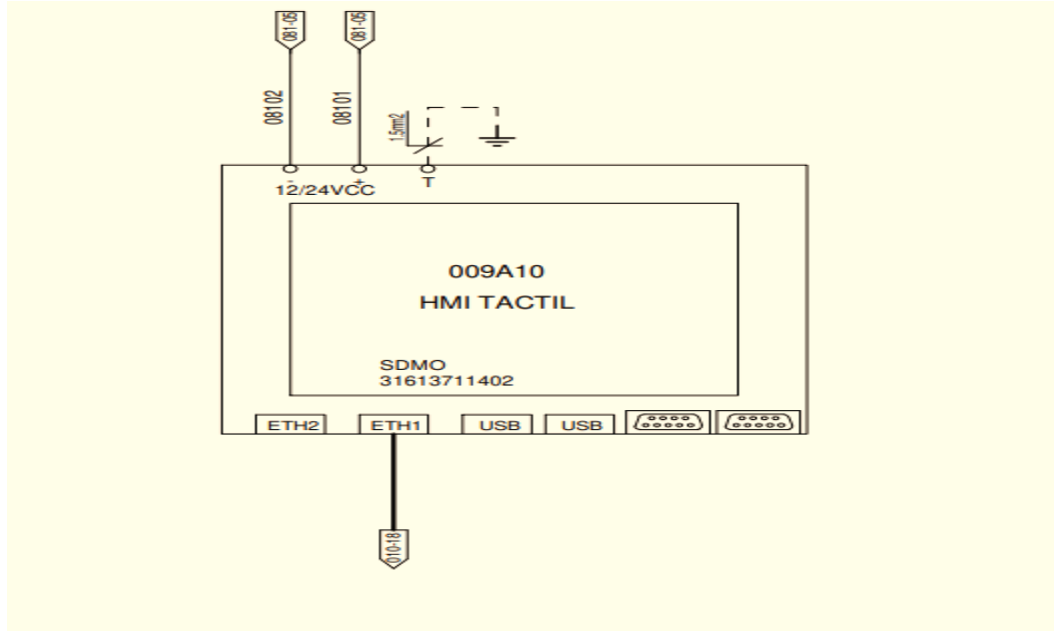 081-05
081-05
08102
08101
1.5mm2
- + T
12/24VCC
009A10
HMI TACTIL
SDMO
31613711402
ETH2 ETH1 USB USB
010-18